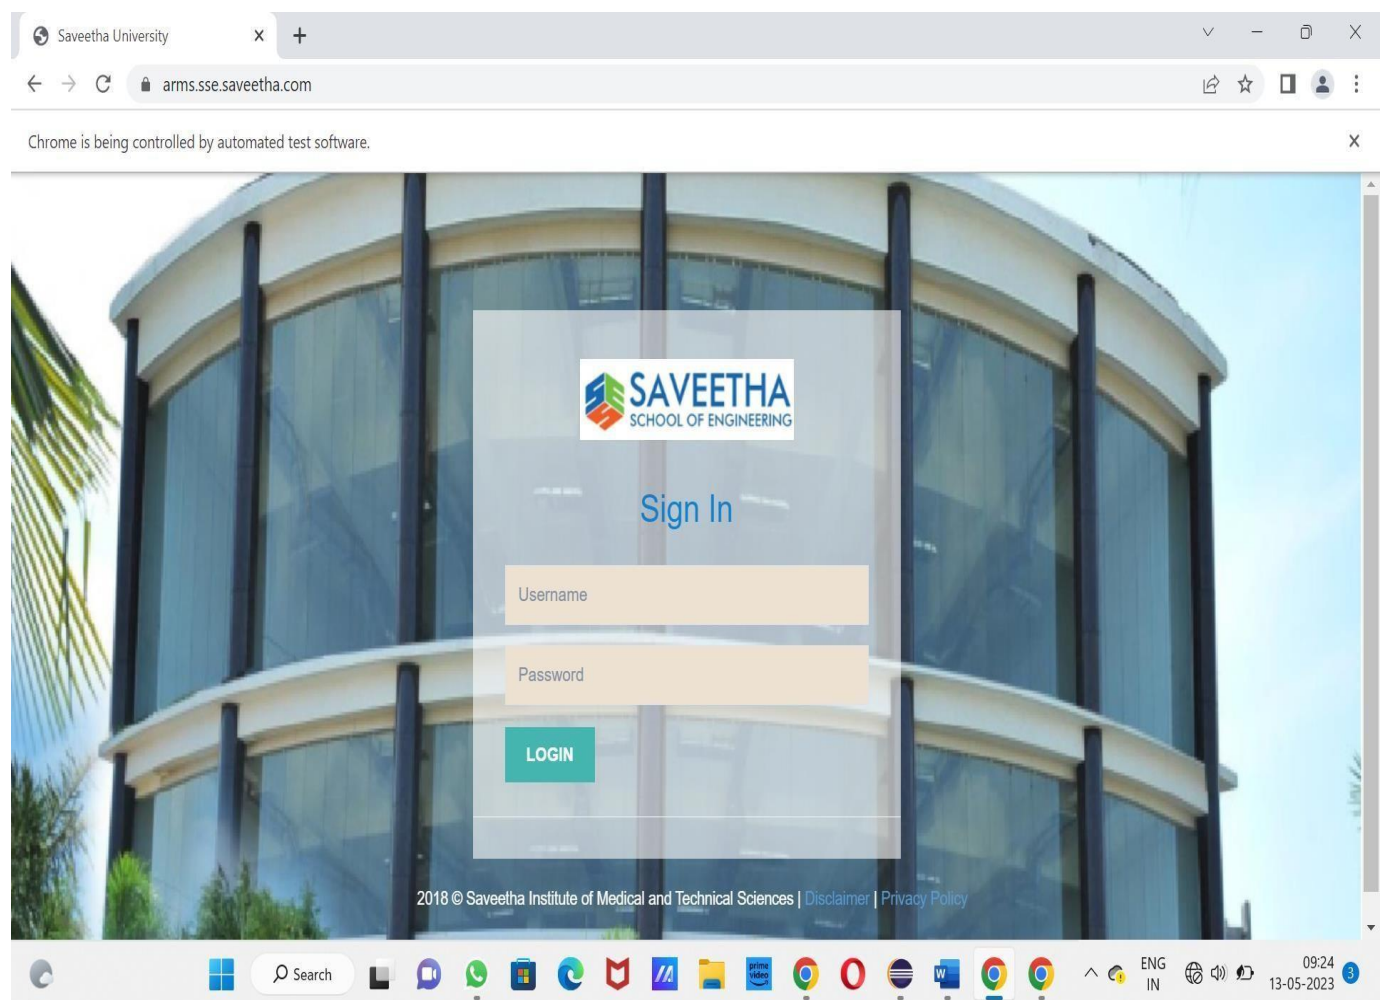 Saveetha University
arms.sse.saveetha.com
Chrome is being controlled by automated test software.
SAVEETHA
SCHOOL OF ENGINEERING
Sign In
Username
Password
LOGIN
2018 © Saveetha Institute of Medical and Technical Sciences | Disclaimer | Privacy Policy
Search
prime
video
W
ENG
IN
09:24
13-05-2023
3